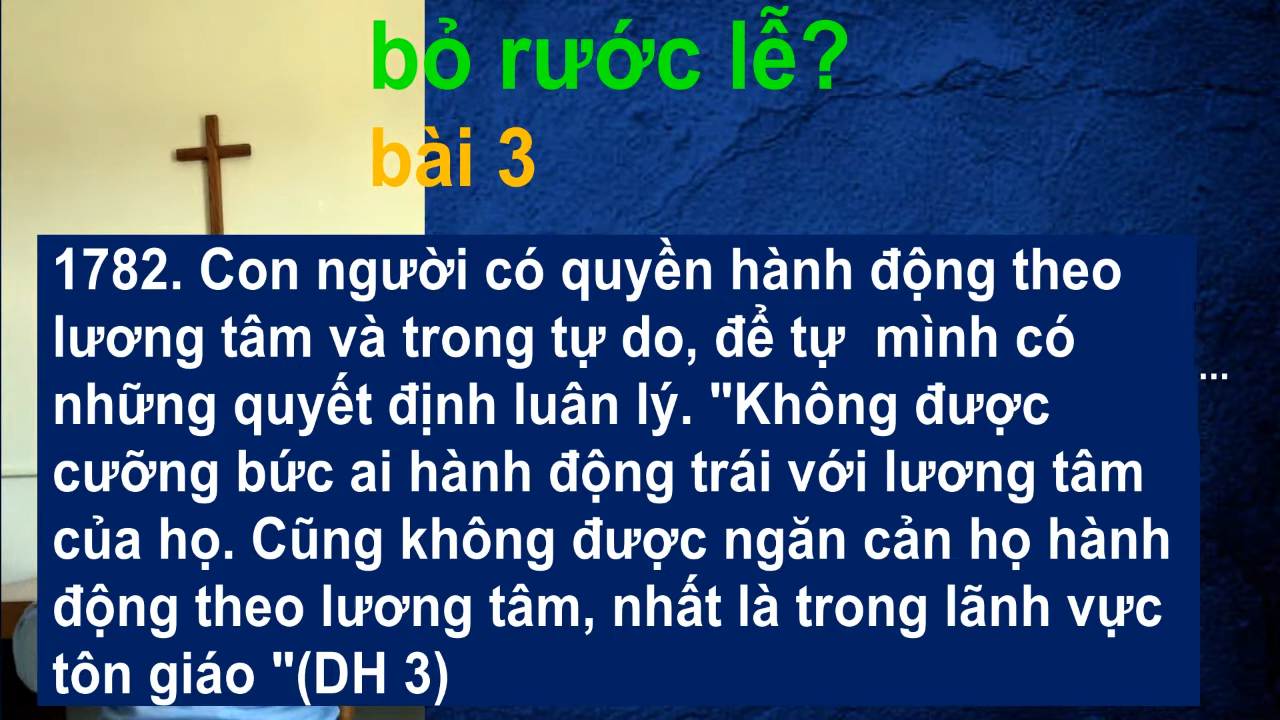 bỏ rước lễ?
bài 3
1782. Con người có quyền hành động theo
lương tâm và trong tự do, để tự  mình có
những quyết định luân lý. "Không được
...
cưỡng bức ai hành động trái với lương tâm
của họ. Cũng không được ngăn cản họ hành
động theo lương tâm, nhất là trong lãnh vực
tôn giáo "(DH 3)